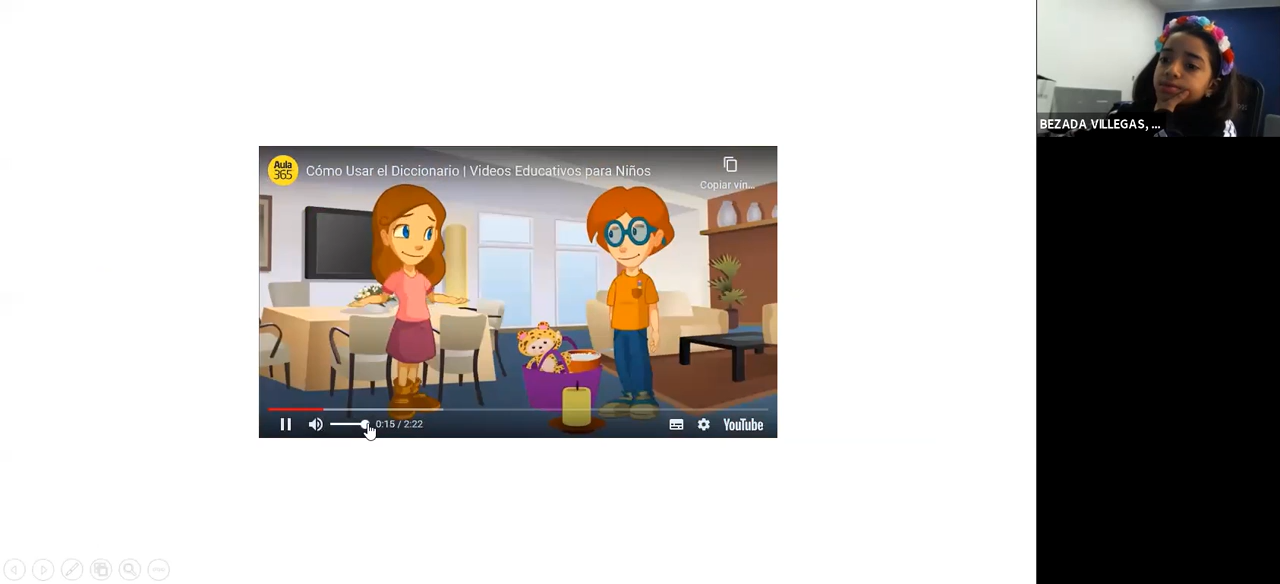 Aula
365
Cómo Usar el Diccionario | Videos Educativos para Niños
Copiar vín...
BEZADA VILLEGAS, ...
0:15 / 2:22
YouTube